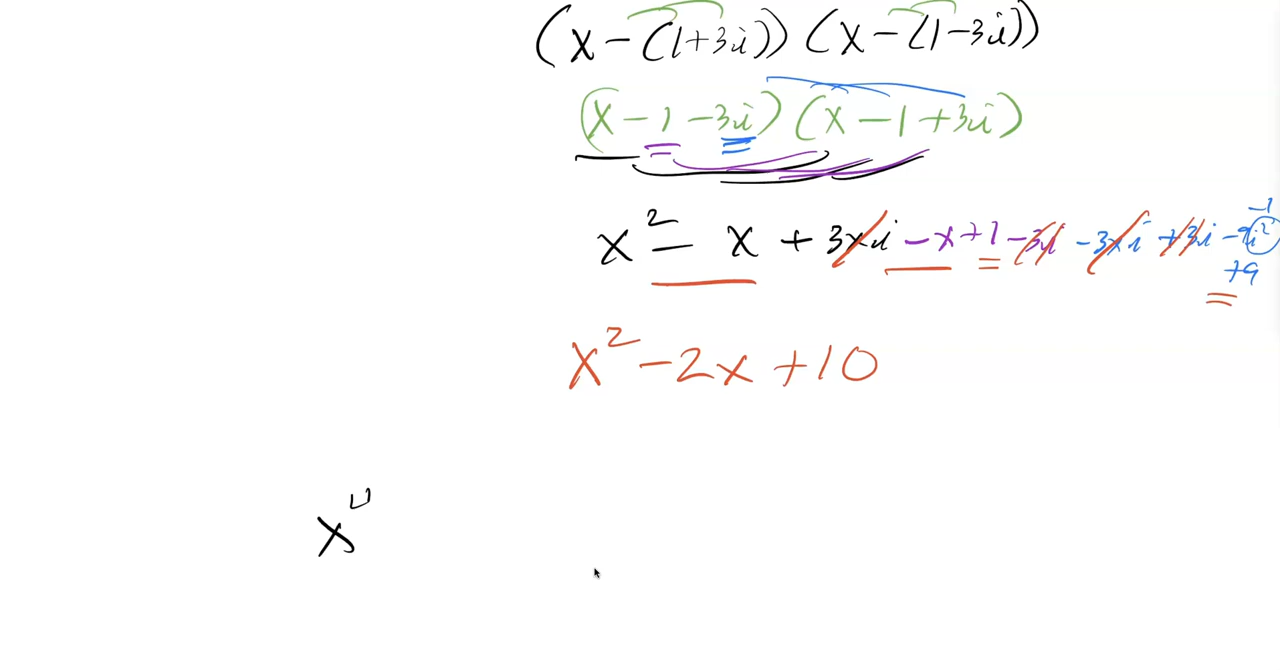 (x-(1+3i))(x-(1-3i))
(x-1-3i)(x-1+3i)
x² - x + 3xi - x + 1 - 3i - 3xi + 3i - 9i²
-1
+9
x² - 2x + 10
x